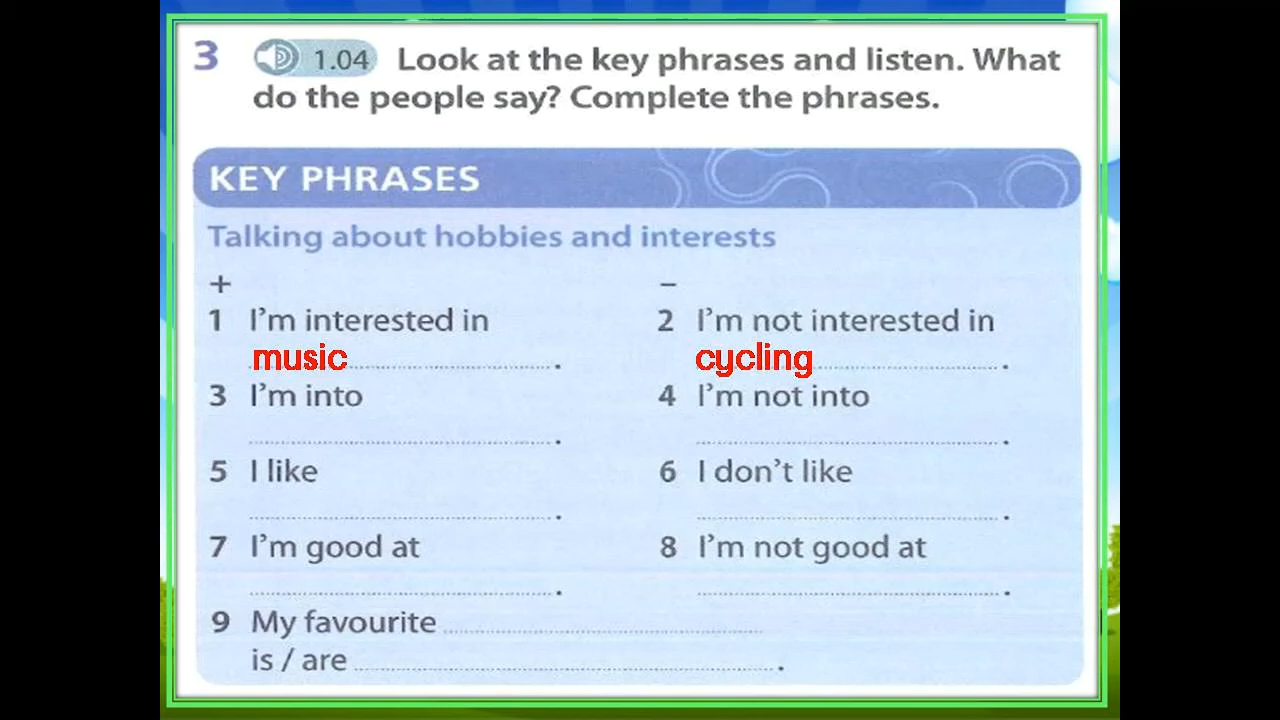 3 1.04 Look at the key phrases and listen. What
do the people say? Complete the phrases.
KEY PHRASES
Talking about hobbies and interests
+ –
1 I'm interested in
music .
2 I'm not interested in
cycling .
3 I'm into
.
4 I'm not into
.
5 I like
.
6 I don't like
.
7 I'm good at
.
8 I'm not good at
.
9 My favourite
is / are .